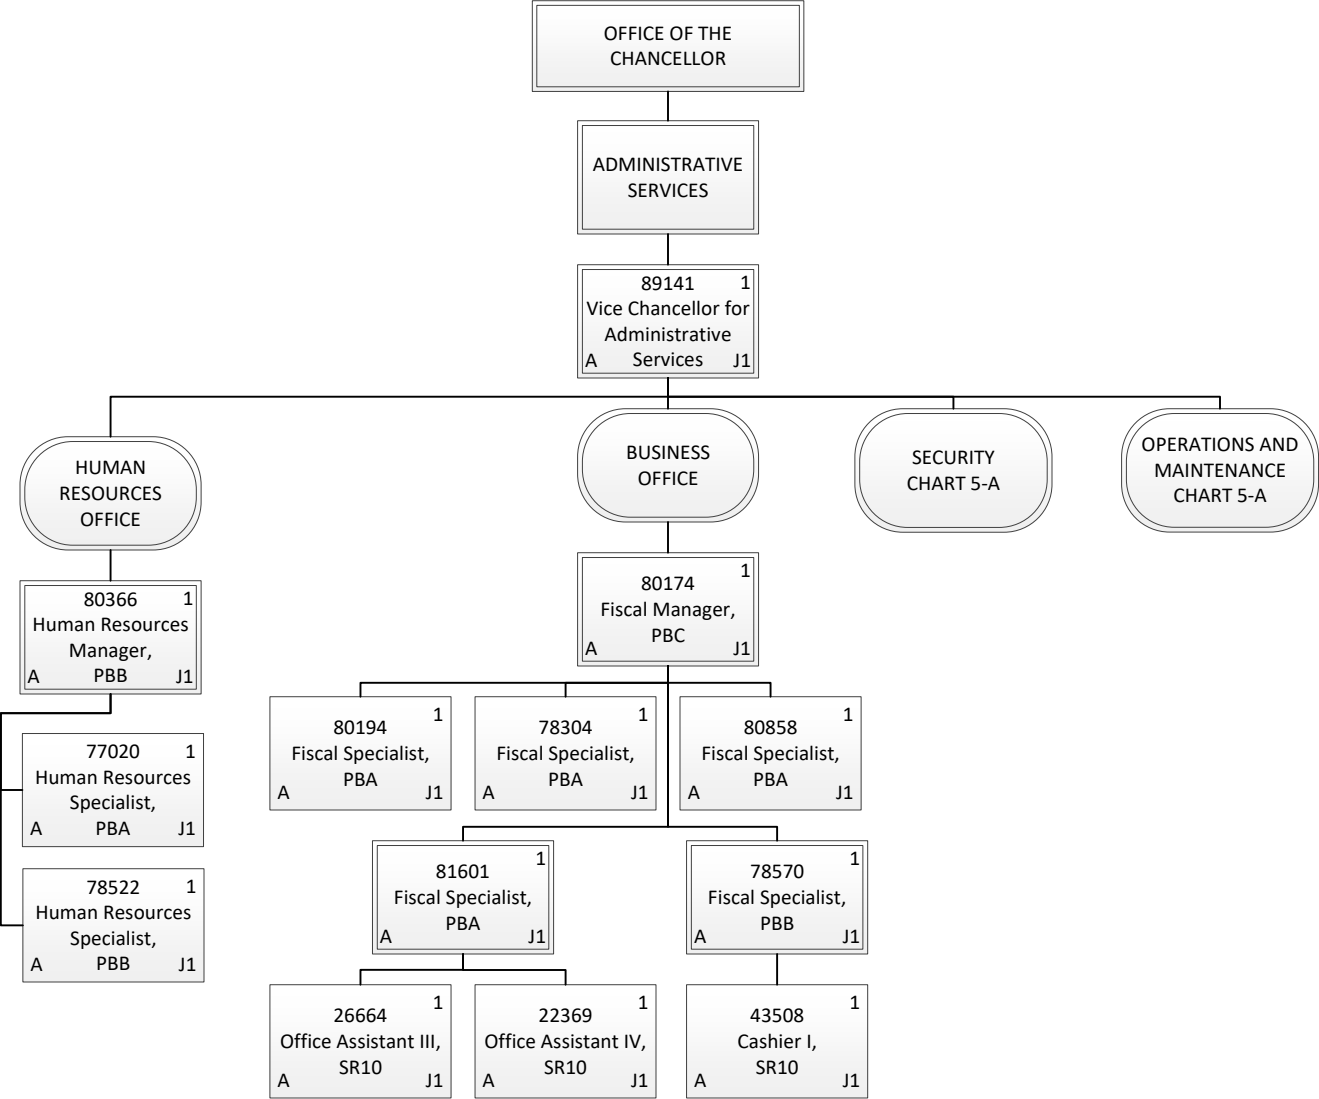 OFFICE OF THE
CHANCELLOR
ADMINISTRATIVE
SERVICES
89141 1
Vice Chancellor for
Administrative
A Services J1
HUMAN
RESOURCES
OFFICE
BUSINESS
OFFICE
SECURITY
CHART 5-A
OPERATIONS AND
MAINTENANCE
CHART 5-A
80366 1
Human Resources
Manager,
A PBB J1
77020 1
Human Resources
Specialist,
A PBA J1
78522 1
Human Resources
Specialist,
A PBB J1
1
80174
Fiscal Manager,
PBC
A J1
1
80194
Fiscal Specialist,
PBA
A J1
1
78304
Fiscal Specialist,
PBA
A J1
1
80858
Fiscal Specialist,
PBA
A J1
1
81601
Fiscal Specialist,
PBA
A J1
1
78570
Fiscal Specialist,
PBB
A J1
1
26664
Office Assistant III,
SR10
A J1
1
22369
Office Assistant IV,
SR10
A J1
1
43508
Cashier I,
SR10
A J1